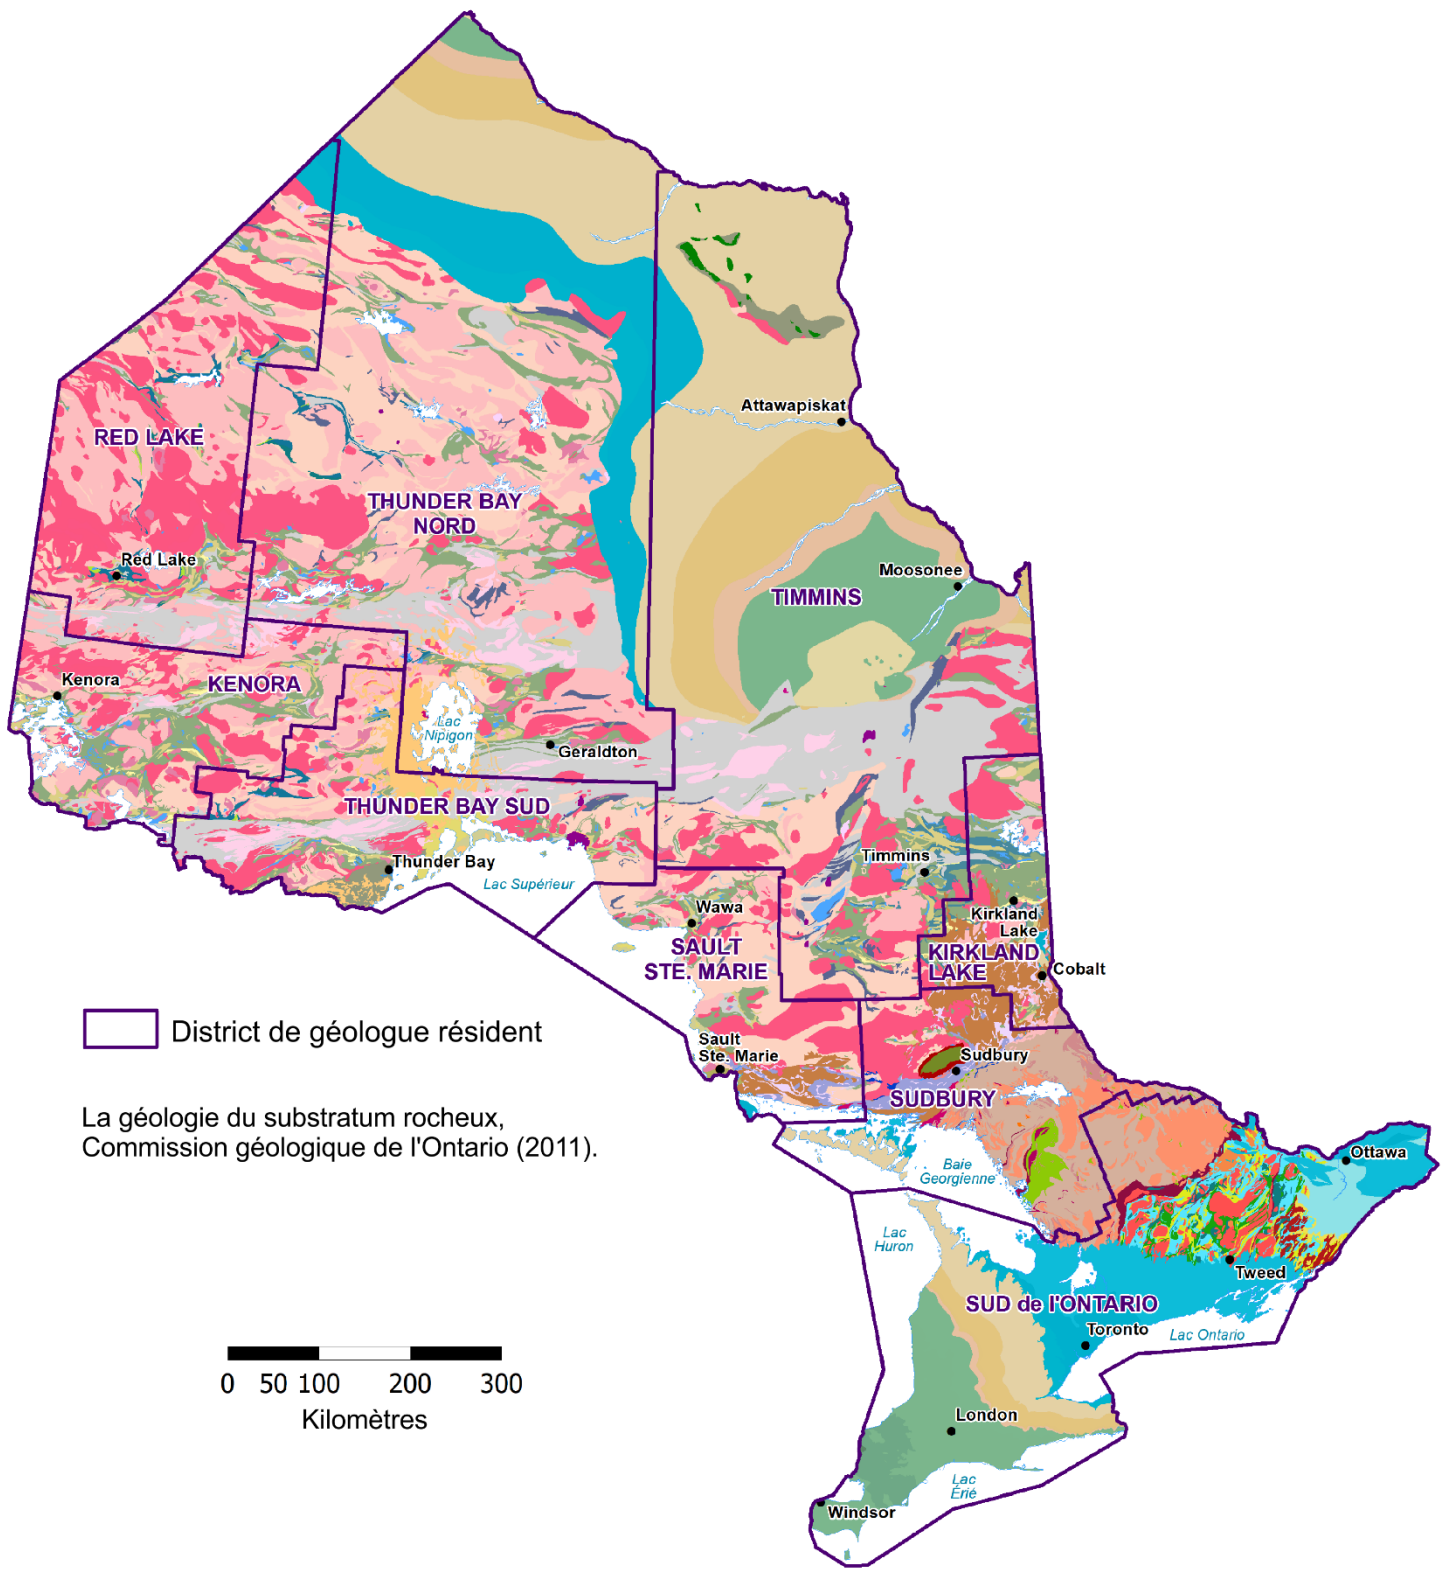 Attawapiskat
RED LAKE
THUNDER BAY
NORD
Red Lake
Moosonee
TIMMINS
Kenora
KENORA
Lac
Nipigon
Geraldton
THUNDER BAY SUD
Thunder Bay
Lac Supérieur
Timmins
Wawa
Kirkland
Lake
SAULT
STE. MARIE
KIRKLAND
LAKE
Cobalt
District de géologue résident
Sault
Ste. Marie
Sudbury
SUDBURY
La géologie du substratum rocheux,
Commission géologique de l'Ontario (2011).
Ottawa
Baie
Georgienne
Lac
Huron
Tweed
SUD de l'ONTARIO
Toronto
Lac Ontario
0 50 100 200 300
Kilomètres
London
Lac
Érié
Windsor